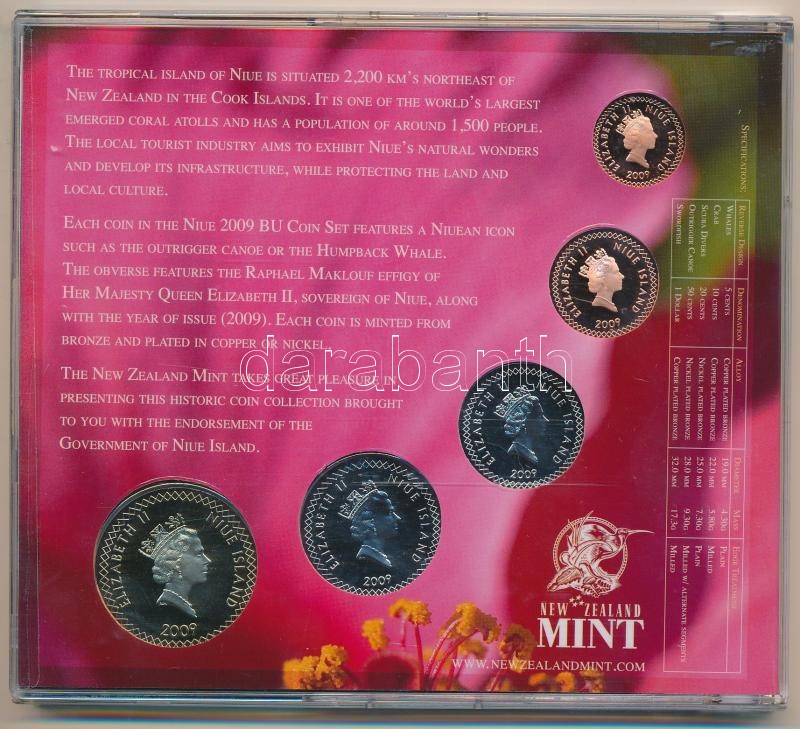 The tropical island of Niue is situated 2,200 km's northeast of
New Zealand in the Cook Islands. It is one of the world's largest
emerged coral atolls and has a population of around 1,500 people.
The local tourist industry aims to exhibit Niue's natural wonders
and develop its infrastructure, while protecting the land and
local culture.
Each coin in the Niue 2009 BU Coin Set features a Niuean icon
such as the outrigger canoe or the Humpback Whale.
The obverse features the Raphael Maklouf effigy of
Her Majesty Queen Elizabeth II, sovereign of Niue, along
with the year of issue (2009). Each coin is minted from
bronze and plated in copper or nickel.
The New Zealand Mint takes great pleasure in
presenting this historic coin collection brought
to you with the endorsement of the
Government of Niue Island.
darabanth
ELIZABETH II NIUE ISLAND
2009
ELIZABETH II NIUE ISLAND
2009
ELIZABETH II NIUE ISLAND
2009
ELIZABETH II NIUE ISLAND
2009
ELIZABETH II NIUE ISLAND
2009
Specifications:
Reverse Design Denomination Alloy Diameter Mass Edge Treatment
Whales 5 cents Copper plated bronze 19.0 mm 4.30g Plain
Crab 10 cents Copper plated bronze 22.0 mm 5.80g Milled
Scuba Divers 20 cents Nickel plated bronze 25.0 mm 7.30g Plain
Outrigger Canoe 50 cents Nickel plated bronze 28.0 mm 9.30g Milled w/ alternate segments
Swordfish 1 Dollar Copper plated bronze 32.0 mm 17.3g Milled
NEW ZEALAND
MINT
www.newzealandmint.com